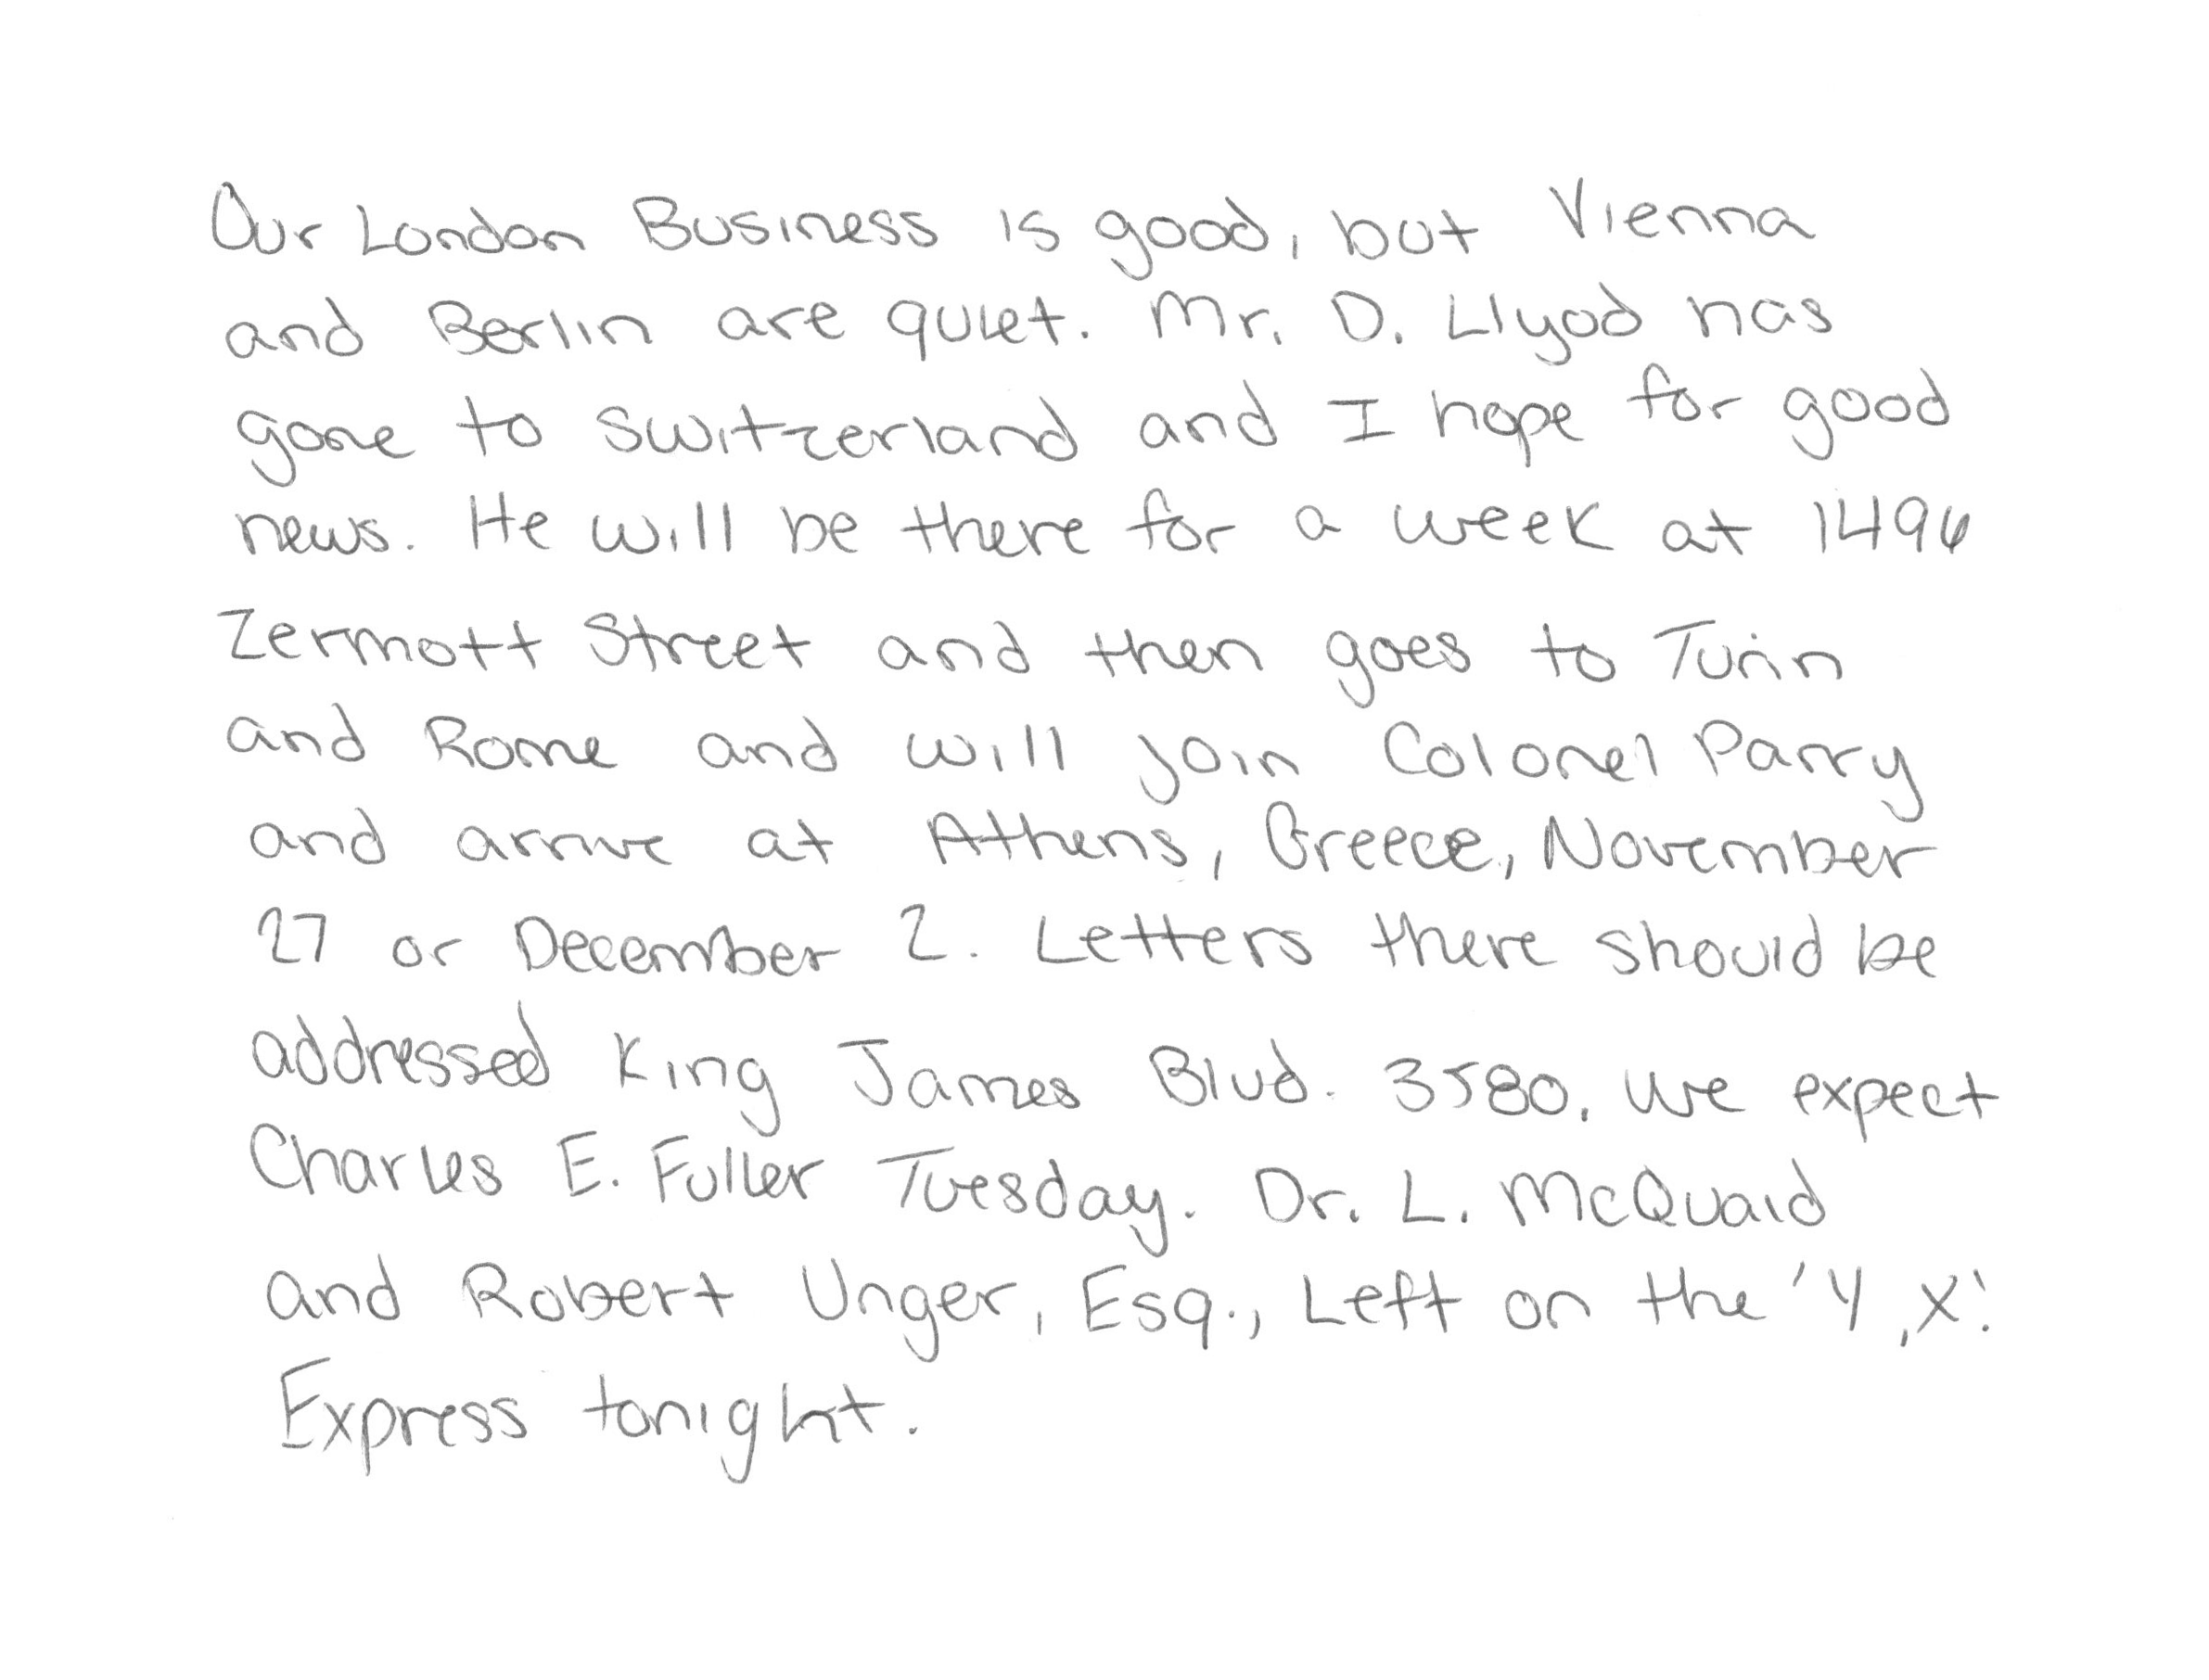 Our London Business is good, but Vienna
and Berlin are quiet. Mr. D. Llyod has
gone to Switzerland and I hope for good
news. He will be there for a week at 1496
Zermott Street and then goes to Turin
and Rome and will join Colonel Parry
and arrive at Athens, Greece, November
27 or December 2. Letters there should be
addressed King James Blvd. 3580. We expect
Charles E. Fuller Tuesday. Dr. L. McQuaid
and Robert Unger, Esq., Left on the 'Y,X'.
Express tonight.